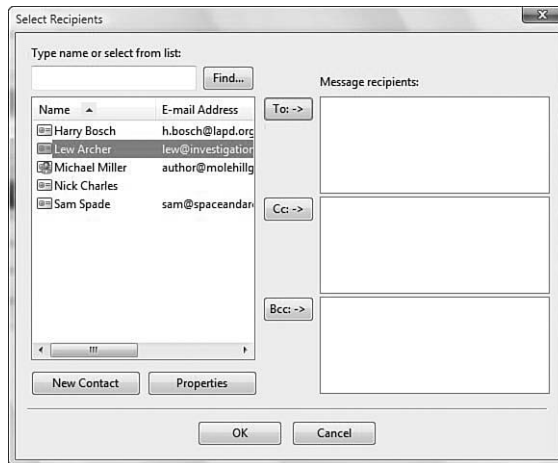 Select Recipients
Type name or select from list:
Find...
Message recipients:
Name E-mail Address
To: ->
Harry Bosch h.bosch@lapd.org
Lew Archer lew@investigation
Michael Miller author@molehillg
Nick Charles
Sam Spade sam@spaceandar
Cc: ->
Bcc: ->
New Contact Properties
OK Cancel